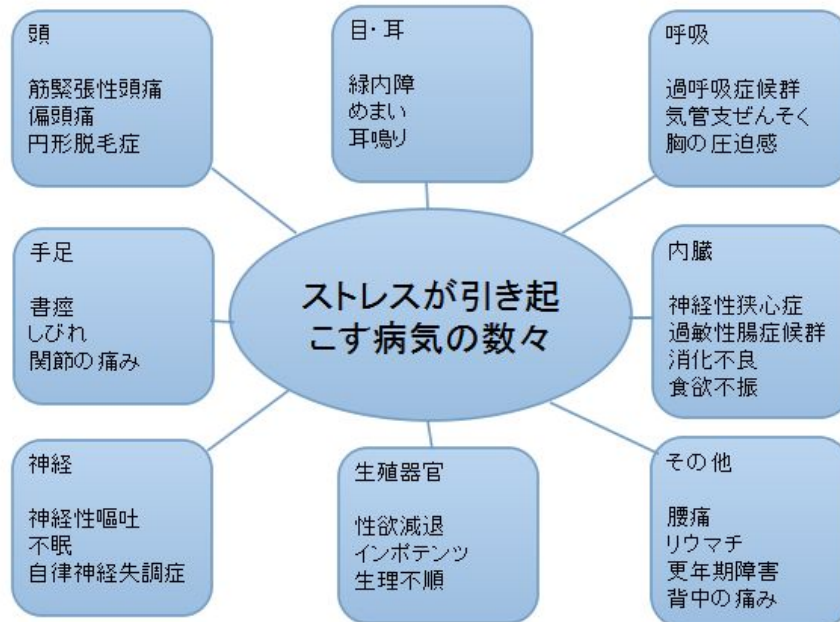 頭
筋緊張性頭痛
偏頭痛
円形脱毛症
目・耳
緑内障
めまい
耳鳴り
呼吸
過呼吸症候群
気管支ぜんそく
胸の圧迫感
手足
書痙
しびれ
関節の痛み
ストレスが引き起
こす病気の数々
内臓
神経性狭心症
過敏性腸症候群
消化不良
食欲不振
神経
神経性嘔吐
不眠
自律神経失調症
生殖器官
性欲減退
インポテンツ
生理不順
その他
腰痛
リウマチ
更年期障害
背中の痛み